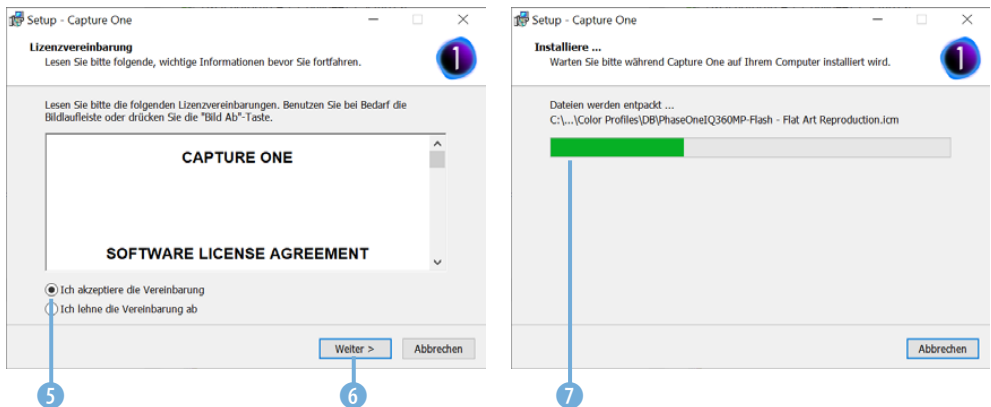 Setup - Capture One
Lizenzvereinbarung
Lesen Sie bitte folgende, wichtige Informationen bevor Sie fortfahren.
1
Lesen Sie bitte die folgenden Lizenzvereinbarungen. Benutzen Sie bei Bedarf die
Bildlaufleiste oder drücken Sie die "Bild Ab"-Taste.
CAPTURE ONE
SOFTWARE LICENSE AGREEMENT
Ich akzeptiere die Vereinbarung
Ich lehne die Vereinbarung ab
Weiter >
Abbrechen
5
6
Setup - Capture One
Installiere ...
Warten Sie bitte während Capture One auf Ihrem Computer installiert wird.
1
Dateien werden entpackt ...
C:\...\Color Profiles\DB\PhaseOneIQ360MP-Flash - Flat Art Reproduction.icm
Abbrechen
7